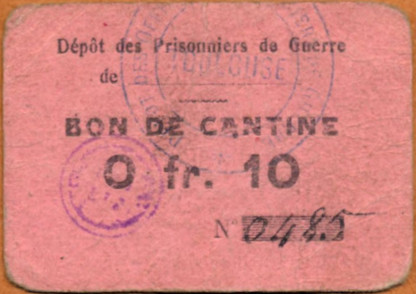 Dépôt des Prisonniers de Guerre
de TOULOUSE
BON DE CANTINE
0 fr. 10
N° 0485